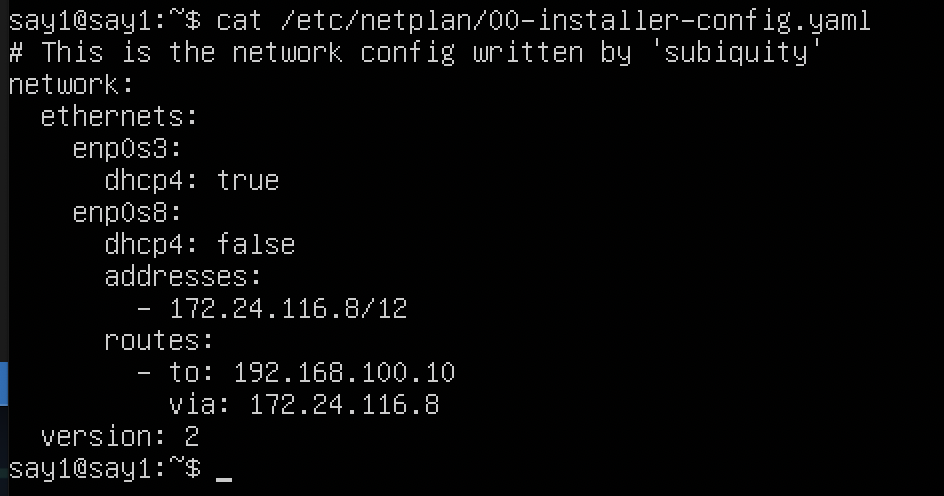 say1@say1:~$ cat /etc/netplan/00-installer-config.yaml
# This is the network config written by 'subiquity'
network:
  ethernets:
    enp0s3:
      dhcp4: true
    enp0s8:
      dhcp4: false
      addresses:
        - 172.24.116.8/12
      routes:
        - to: 192.168.100.10
          via: 172.24.116.8
  version: 2
say1@say1:~$ _